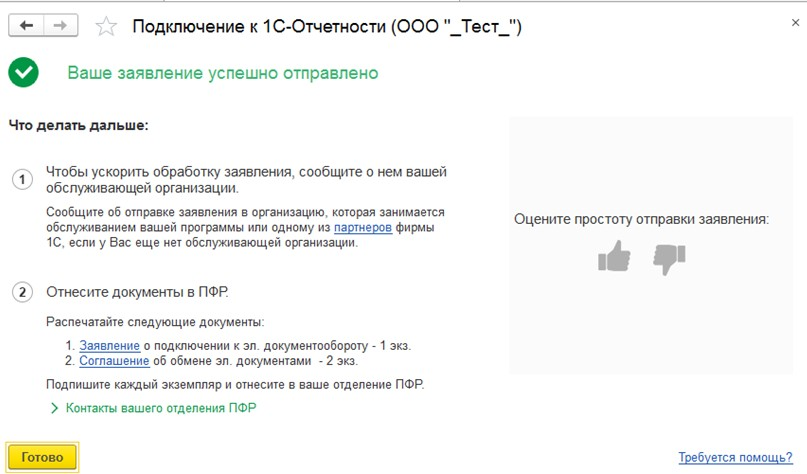 Подключение к 1С-Отчетности (ООО "_Тест_")
Ваше заявление успешно отправлено
Что делать дальше:
1 Чтобы ускорить обработку заявления, сообщите о нем вашей
обслуживающей организации.
Сообщите об отправке заявления в организацию, которая занимается
обслуживанием вашей программы или одному из партнеров фирмы
1С, если у Вас еще нет обслуживающей организации.
Оцените простоту отправки заявления:
2 Отнесите документы в ПФР.
Распечатайте следующие документы:
1. Заявление о подключении к эл. документообороту - 1 экз.
2. Соглашение об обмене эл. документами - 2 экз.
Подпишите каждый экземпляр и отнесите в ваше отделение ПФР.
Контакты вашего отделения ПФР
Готово
Требуется помощь?